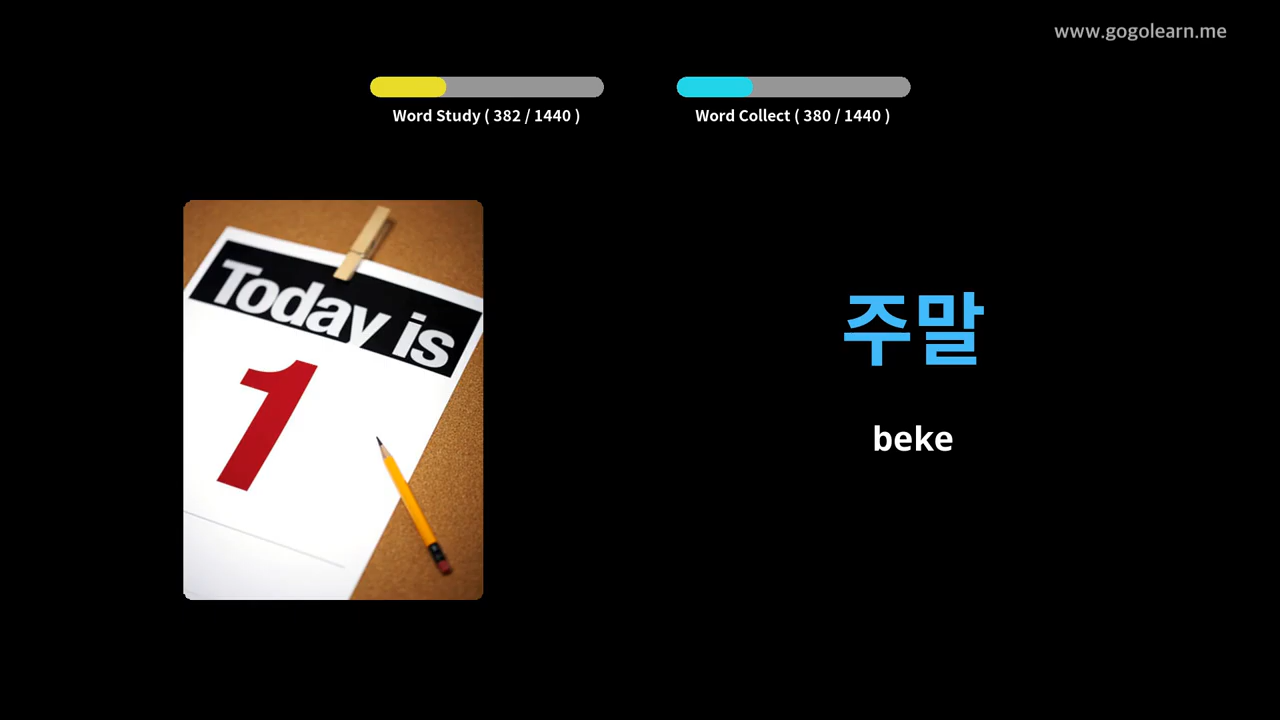 www.gogolearn.me
Word Study ( 382 / 1440 )
Word Collect ( 380 / 1440 )
Today is
1
주말
beke